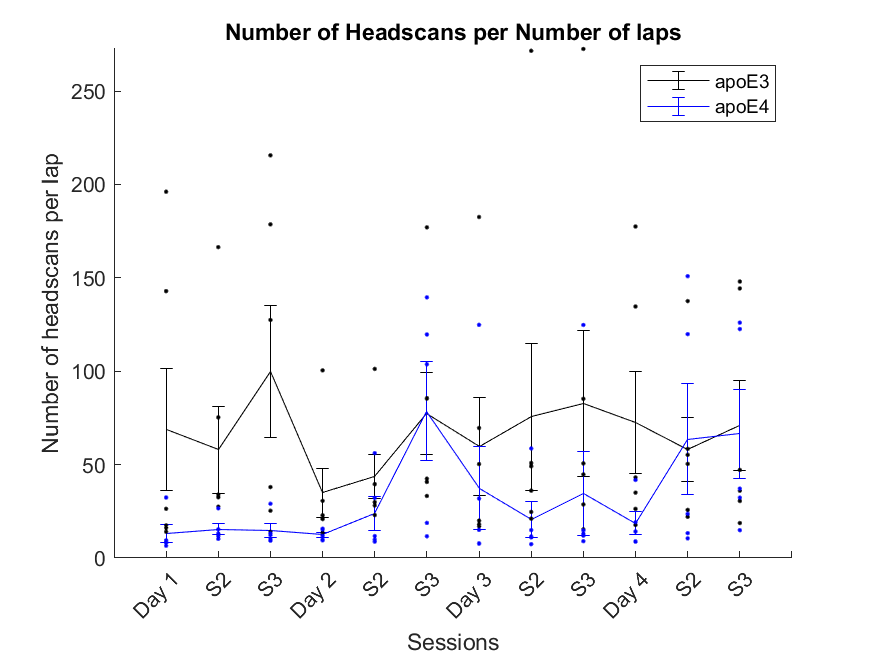 Number of Headscans per Number of laps
apoE3
apoE4
Number of headscans per lap
250
200
150
100
50
0
Day 1
S2
S3
Day 2
S2
S3
Day 3
S2
S3
Day 4
S2
S3
Sessions